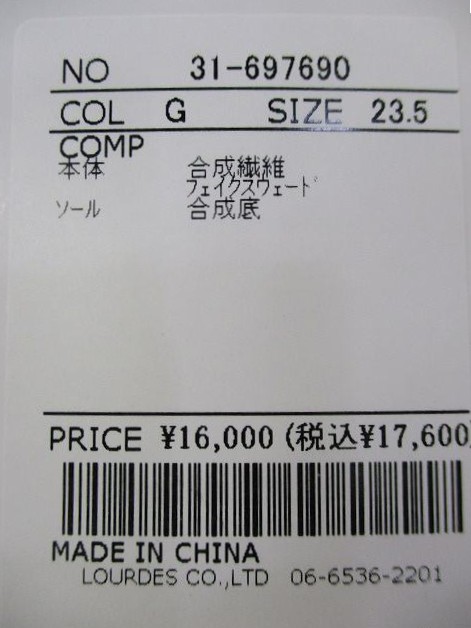 NO 31-697690
COL G SIZE 23.5
COMP
本体 合成繊維
フェイクスウェード
ソール 合成底
PRICE ¥16,000 (税込¥17,600
MADE IN CHINA
LOURDES CO.,LTD 06-6536-2201